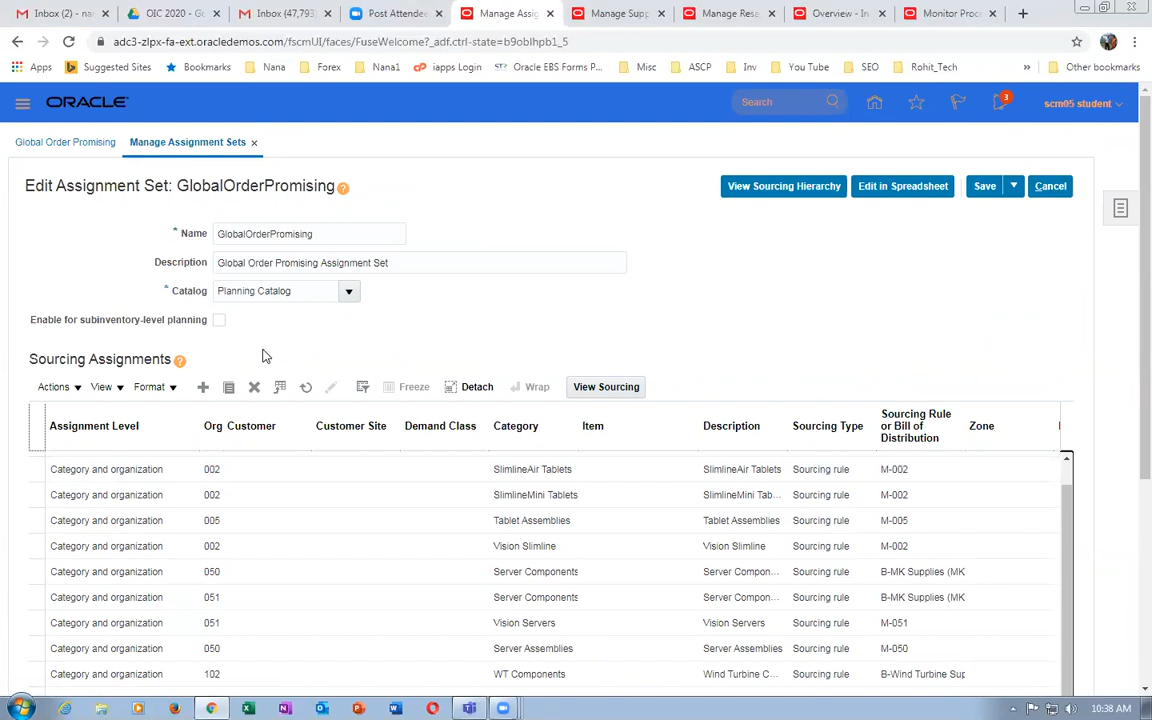 Inbox (2) - nan
OIC 2020 - Go
Inbox (47,793)
Post Attendee
Manage Assig
Manage Supp
Manage Rese
Overview - In
Monitor Proc
adc3-zlpx-fa-ext.oracledemos.com/fscmUI/faces/FuseWelcome?_adf.ctrl-state=b9oblhpb1_5
Apps Suggested Sites Bookmarks Nana Forex Nana1 iapps Login Oracle EBS Forms P... Misc ASCP Inv You Tube SEO Rohit_Tech » Other bookmarks
ORACLE Search 3 scm05 student
Global Order Promising Manage Assignment Sets ×
Edit Assignment Set: GlobalOrderPromising ?
View Sourcing Hierarchy Edit in Spreadsheet Save Cancel
* Name GlobalOrderPromising
Description Global Order Promising Assignment Set
* Catalog Planning Catalog
Enable for subinventory-level planning
Sourcing Assignments ?
Actions View Format Freeze Detach Wrap View Sourcing
Assignment Level Org Customer Customer Site Demand Class Category Item Description Sourcing Type Sourcing Rule or Bill of Distribution Zone
Category and organization 002 SlimlineAir Tablets SlimlineAir Tablets Sourcing rule M-002
Category and organization 002 SlimlineMini Tablets SlimlineMini Tab... Sourcing rule M-002
Category and organization 005 Tablet Assemblies Tablet Assemblies Sourcing rule M-005
Category and organization 002 Vision Slimline Vision Slimline Sourcing rule M-002
Category and organization 050 Server Components Server Compon... Sourcing rule B-MK Supplies (MK
Category and organization 051 Server Components Server Compon... Sourcing rule B-MK Supplies (MK
Category and organization 051 Vision Servers Vision Servers Sourcing rule M-051
Category and organization 050 Server Assemblies Server Assemblies Sourcing rule M-050
Category and organization 102 WT Components Wind Turbine C... Sourcing rule B-Wind Turbine Sup
10:38 AM